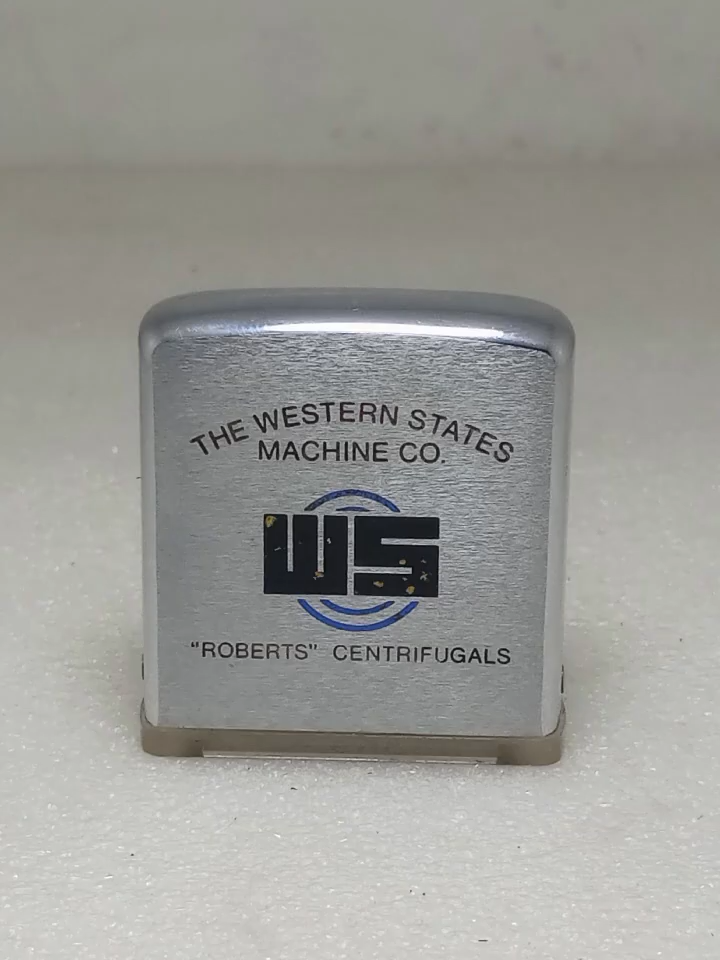 THE WESTERN STATES
MACHINE CO.
WS
"ROBERTS" CENTRIFUGALS